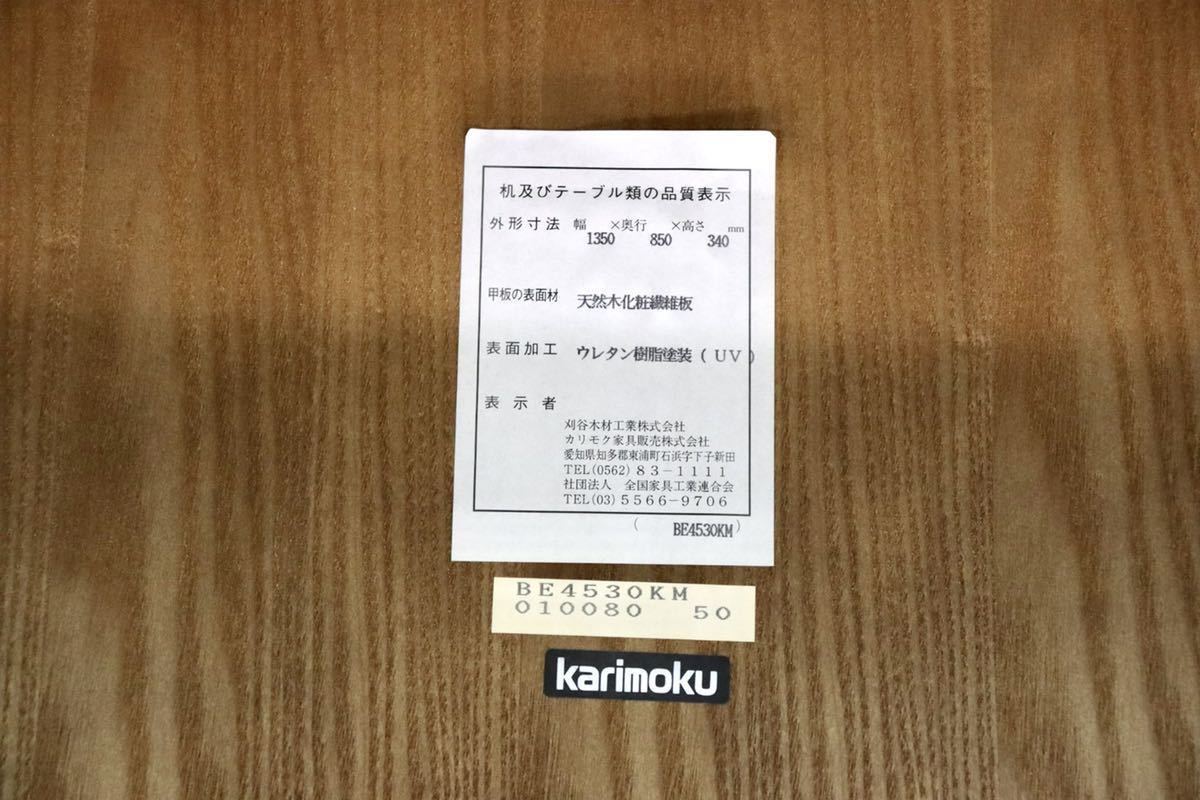 机及びテーブル類の品質表示
外形寸法 幅 ×奥行 ×高さ mm
1350 850 340
甲板の表面材 天然木化粧繊維板
表面加工 ウレタン樹脂塗装(UV)
表示者
刈谷木材工業株式会社
カリモク家具販売株式会社
愛知県知多郡東浦町石浜字下子新田
TEL(0562)83-1111
社団法人 全国家具工業連合会
TEL(03)5566-9706
(BE4530KM)
BE4530KM
010080 50
karimoku